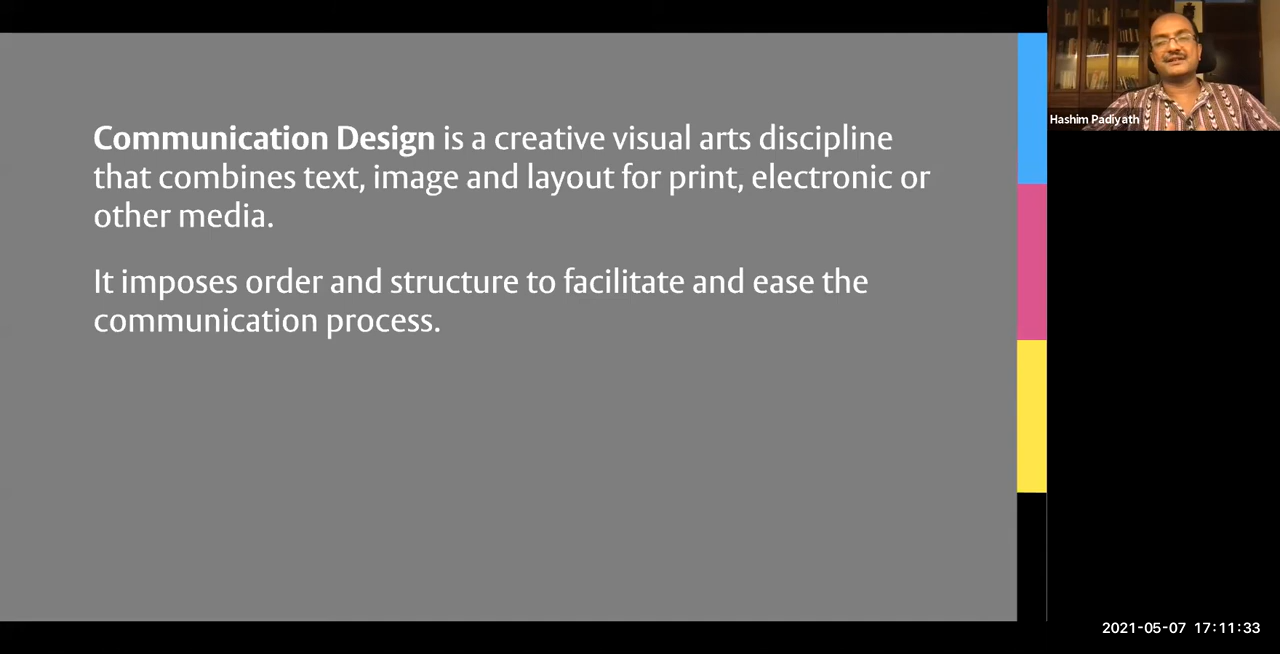 Communication Design is a creative visual arts discipline
that combines text, image and layout for print, electronic or
other media.
It imposes order and structure to facilitate and ease the
communication process.
Hashim Padiyath
2021-05-07 17:11:33